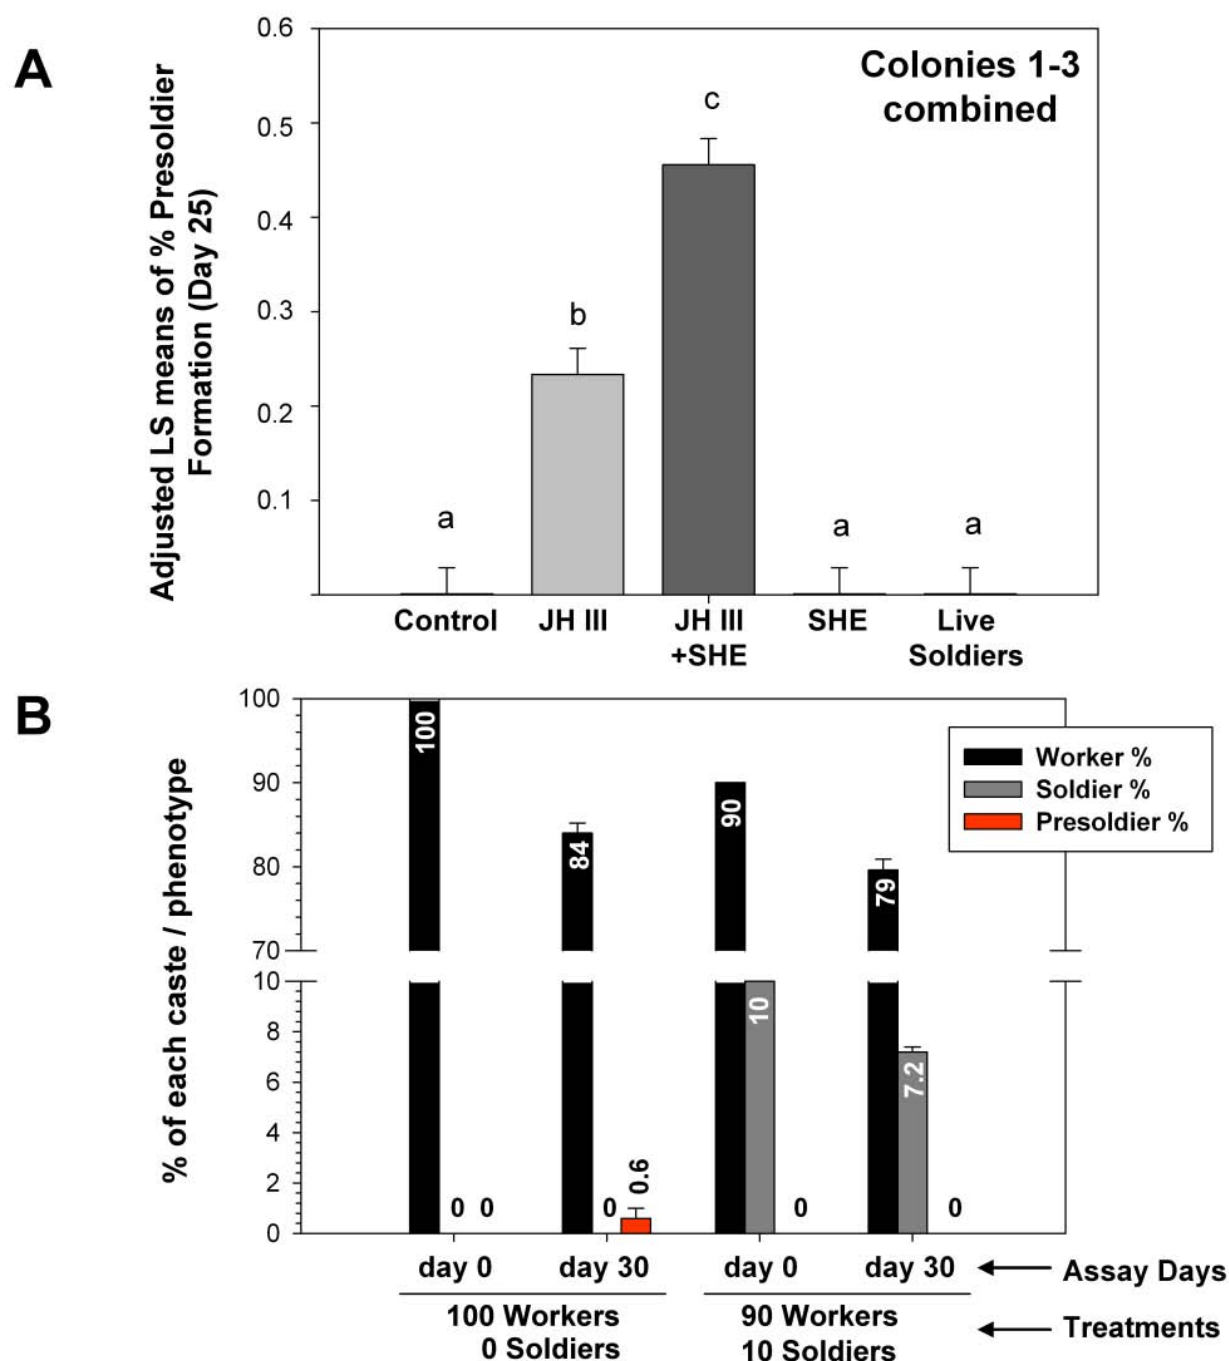 A
Adjusted LS means of % Presoldier
Formation (Day 25)
0.6
0.5
0.4
0.3
0.2
0.1
Colonies 1-3
combined
a
b
c
a
a
Control
JH III
JH III
+SHE
SHE
Live
Soldiers
B
% of each caste / phenotype
100
90
80
70
10
8
6
4
2
0
Worker %
Soldier %
Presoldier %
100
0
0
84
0
0.6
90
10
0
79
7.2
0
day 0
day 30
day 0
day 30
Assay Days
100 Workers
0 Soldiers
90 Workers
10 Soldiers
Treatments